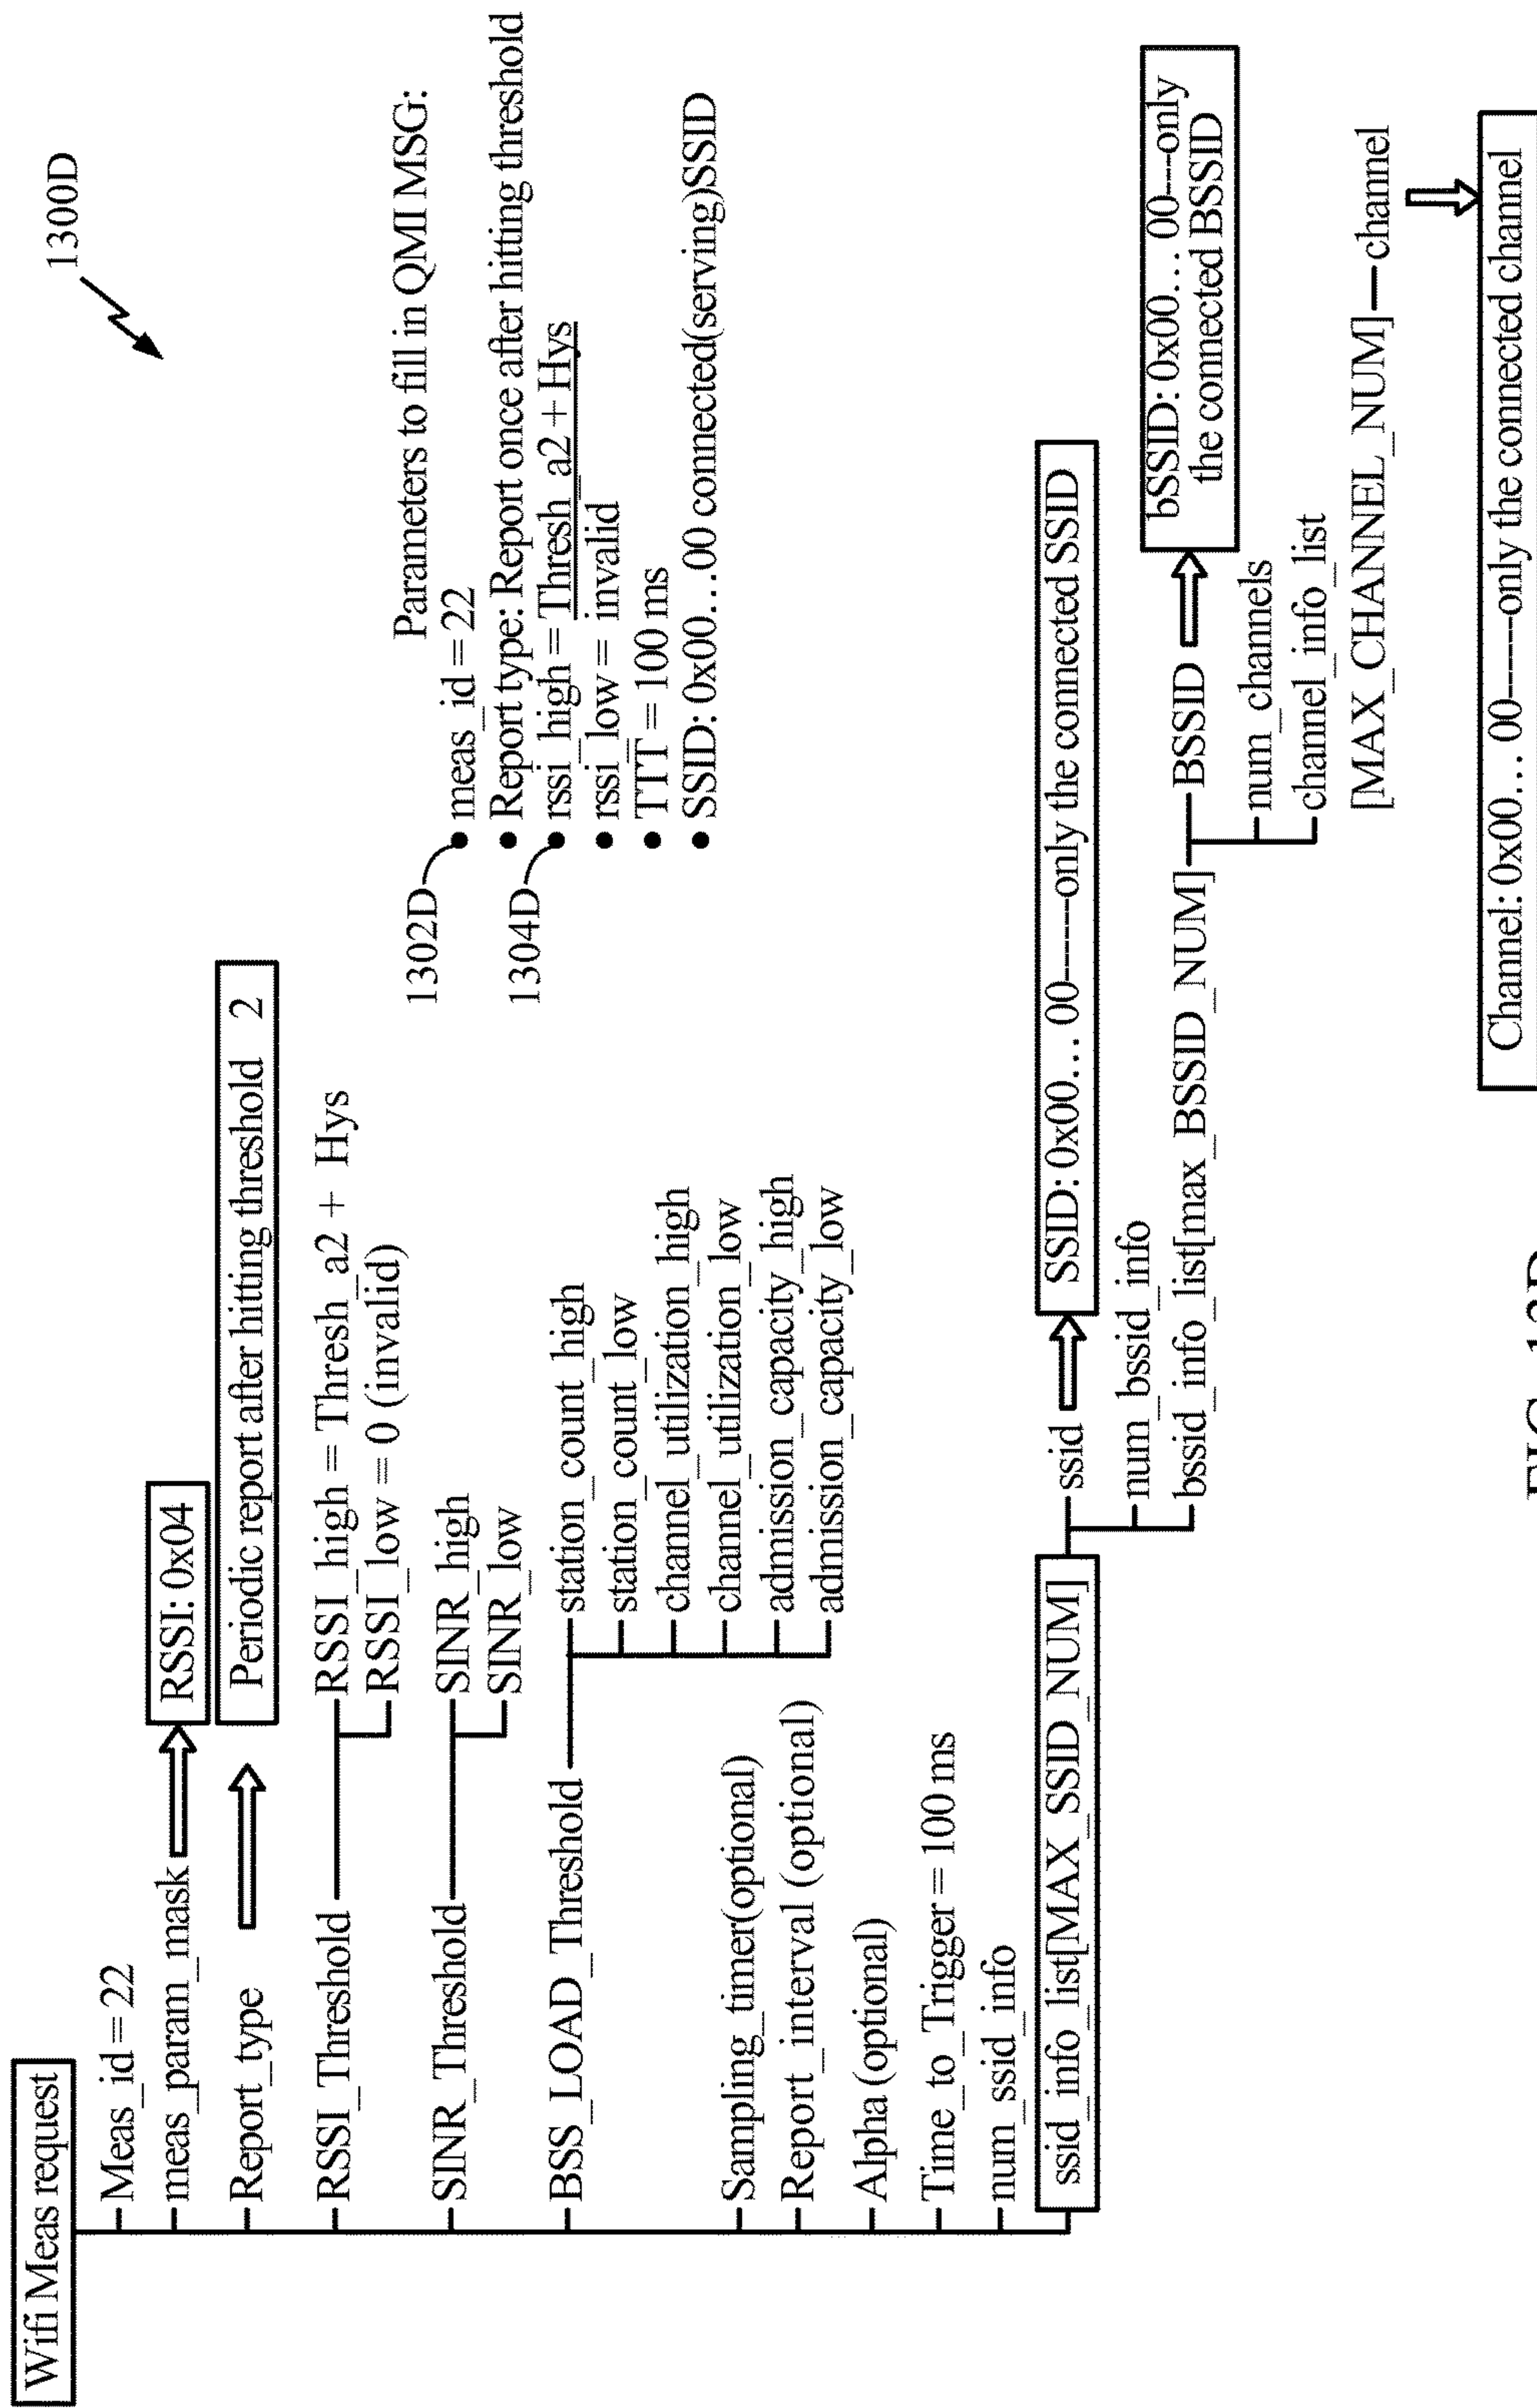 1300D
Wifi Meas request
Meas_id = 22
meas_param_mask
RSSI: 0x04
Report_type
Periodic report after hitting threshold 2
RSSI_Threshold
RSSI_high = Thresh_a2 + Hys
RSSI_low = 0 (invalid)
SINR_Threshold
SINR_high
SINR_low
BSS_LOAD_Threshold
station_count_high
station_count_low
channel_utilization_high
channel_utilization_low
admission_capacity_high
admission_capacity_low
Sampling_timer(optional)
Report_interval (optional)
Alpha (optional)
Time_to_Trigger = 100 ms
num_ssid_info
ssid_info_list[MAX_SSID_NUM]
Parameters to fill in QMI MSG:
1302D
• meas_id = 22
• Report type: Report once after hitting threshold
1304D
• rssi_high = Thresh_a2 + Hys
• rssi_low = invalid
• TTT = 100 ms
• SSID: 0x00…00 connected(serving)SSID
ssid
SSID: 0x00… 00------only the connected SSID
num_bssid_info
bssid_info_list[max_BSSID_NUM]
BSSID
bSSID: 0x00… 00---only
the connected BSSID
num_channels
channel_info_list
[MAX_CHANNEL_NUM]
channel
Channel: 0x00… 00------only the connected channel